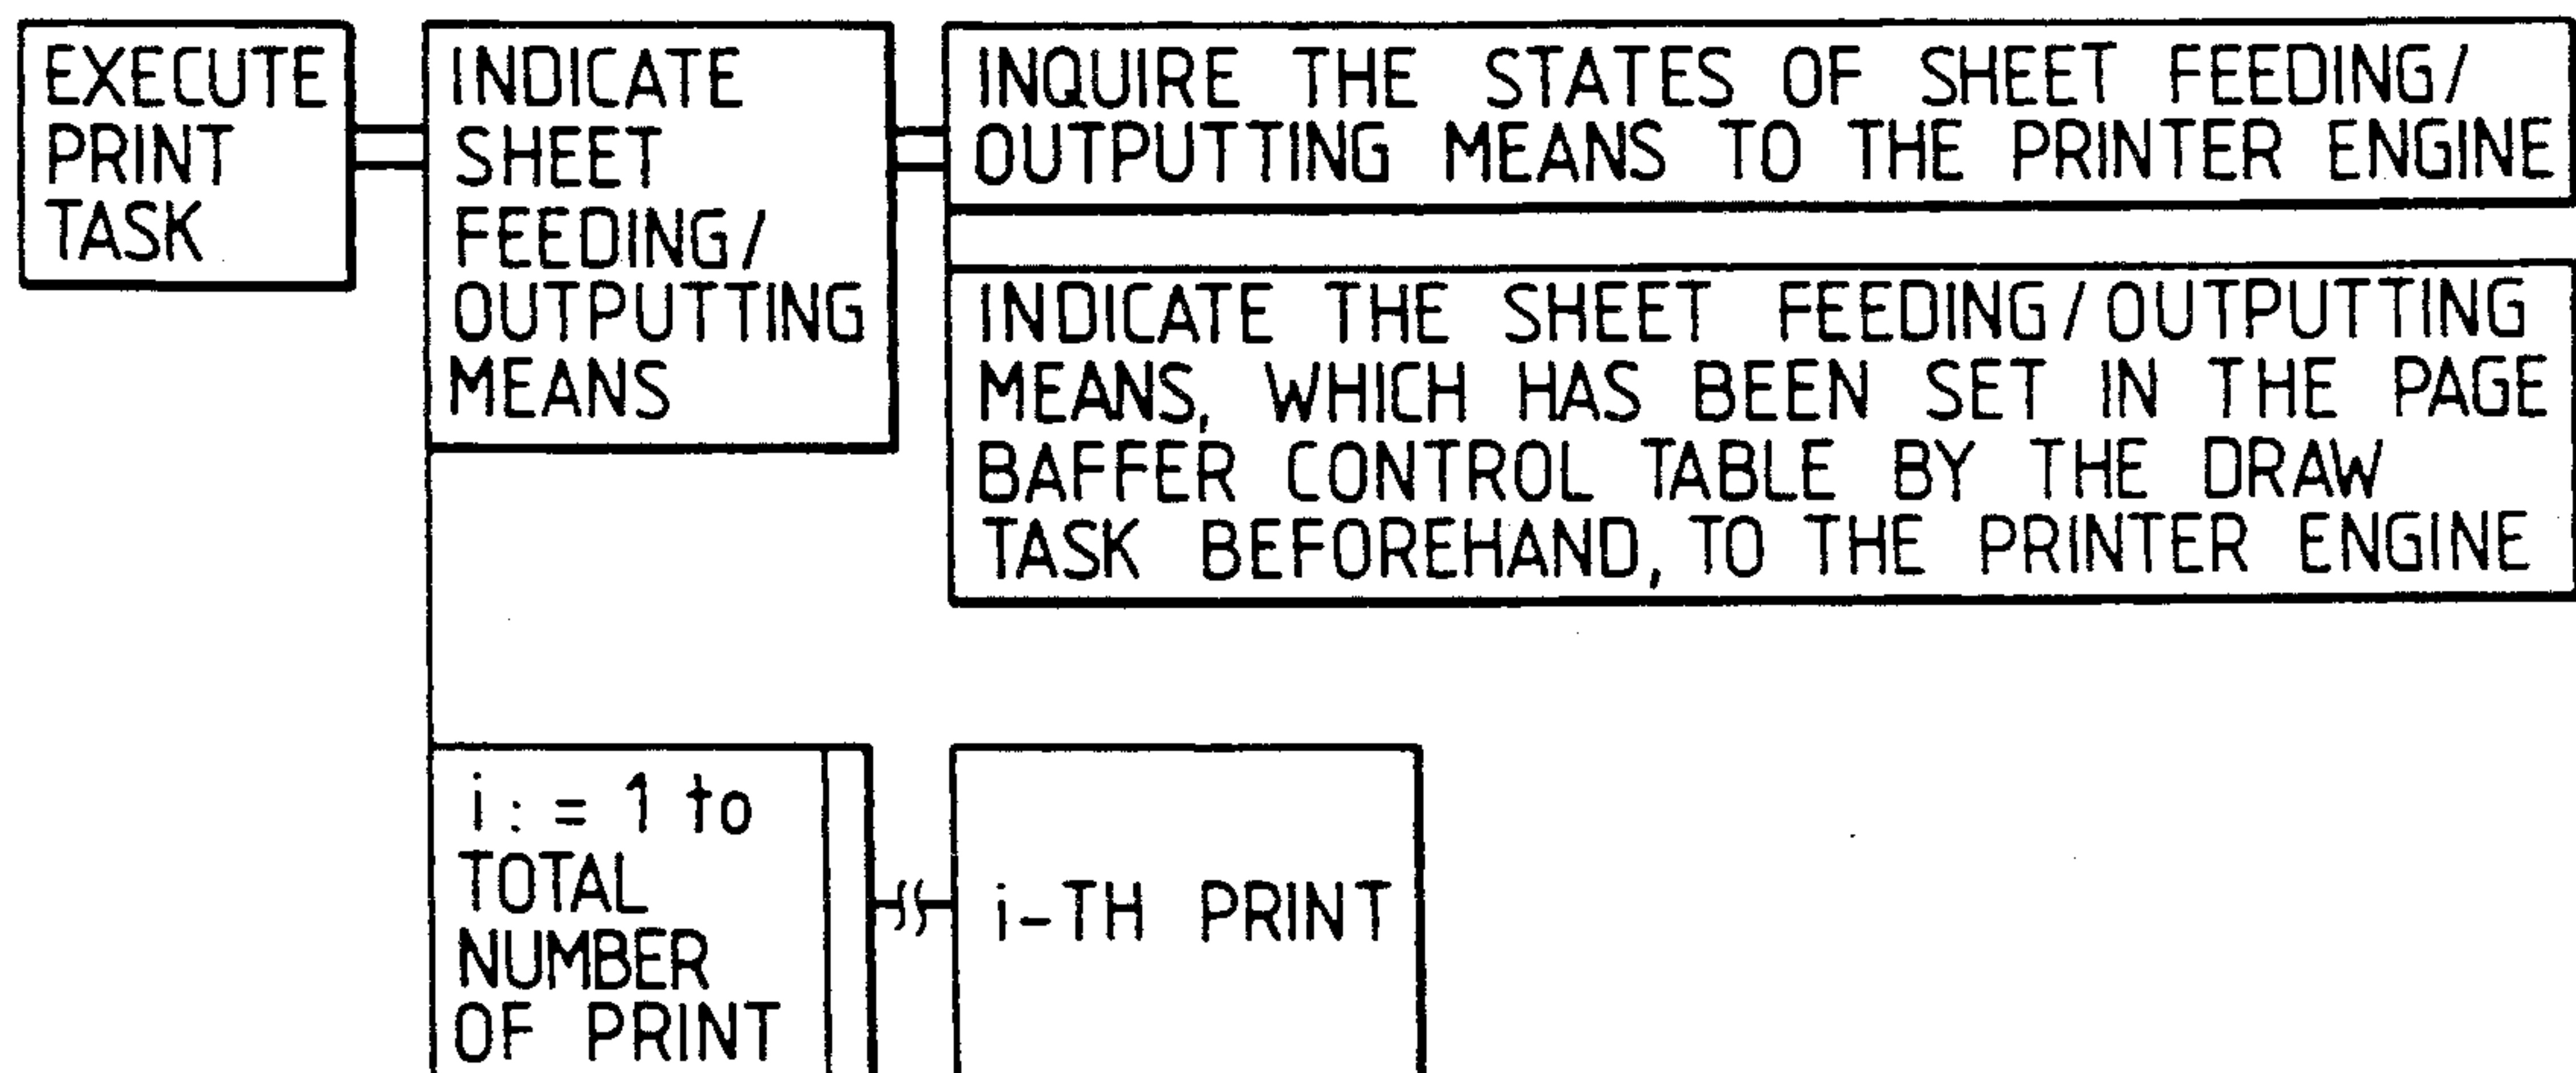 EXECUTE
PRINT
TASK
INDICATE
SHEET
FEEDING/
OUTPUTTING
MEANS
INQUIRE THE STATES OF SHEET FEEDING/
OUTPUTTING MEANS TO THE PRINTER ENGINE
INDICATE THE SHEET FEEDING/OUTPUTTING
MEANS, WHICH HAS BEEN SET IN THE PAGE
BAFFER CONTROL TABLE BY THE DRAW
TASK BEFOREHAND, TO THE PRINTER ENGINE
i : = 1 to
TOTAL
NUMBER
OF PRINT
i-TH PRINT